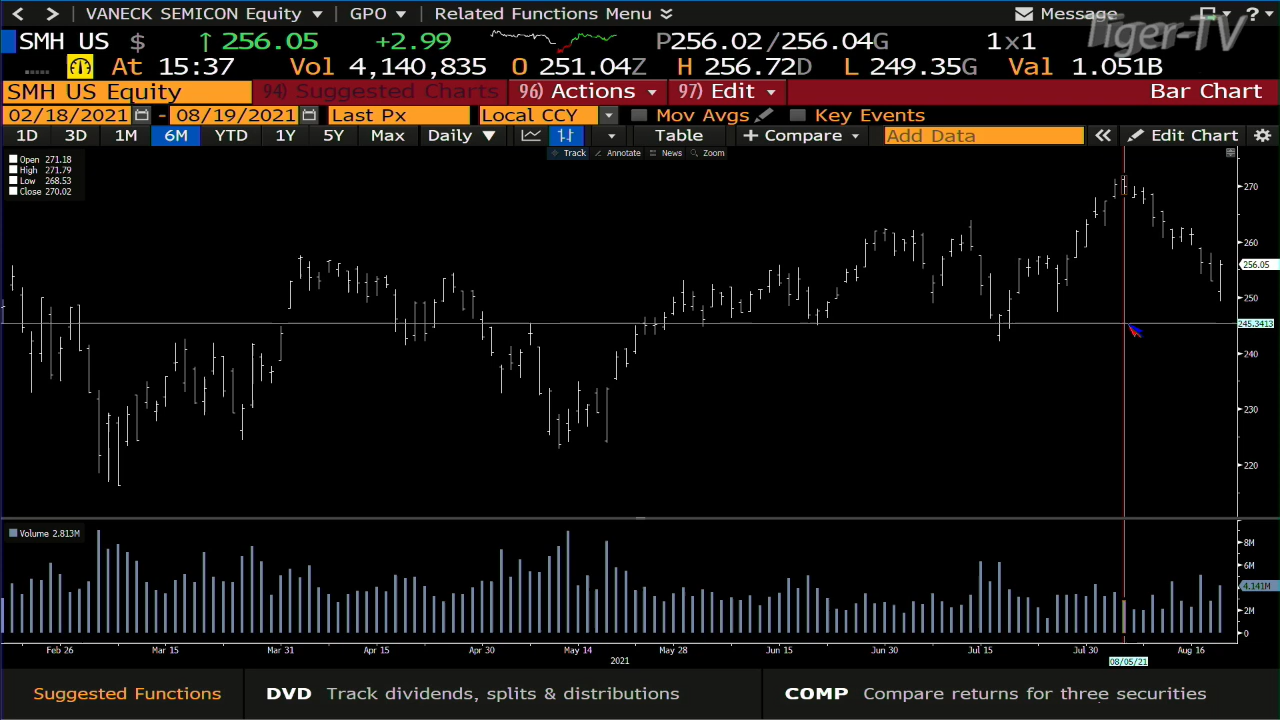 VANECK SEMICON Equity GPO Related Functions Menu Message ?
Tiger-TV
SMH US $ ↑ 256.05 +2.99 P256.02/256.04G 1x1
At 15:37 Vol 4,140,835 O 251.04Z H 256.72D L 249.35G Val 1.051B
SMH US Equity 94) Suggested Charts 96) Actions 97) Edit Bar Chart
02/18/2021 - 08/19/2021 Last Px Local CCY Mov Avgs Key Events
1D 3D 1M 6M YTD 1Y 5Y Max Daily ▼ Table + Compare Add Data « Edit Chart
Track Annotate News Zoom
Open 271.18
High 271.79
Low 268.53
Close 270.02
270
260
256.05
250
245.3413
240
230
220
Volume 2.813M
8M
6M
4.141M
2M
0
Feb 26 Mar 15 Mar 31 Apr 15 Apr 30 May 14 May 28 Jun 15 Jun 30 Jul 15 Jul 30 Aug 16
2021 08/05/21
Suggested Functions DVD Track dividends, splits & distributions COMP Compare returns for three securities